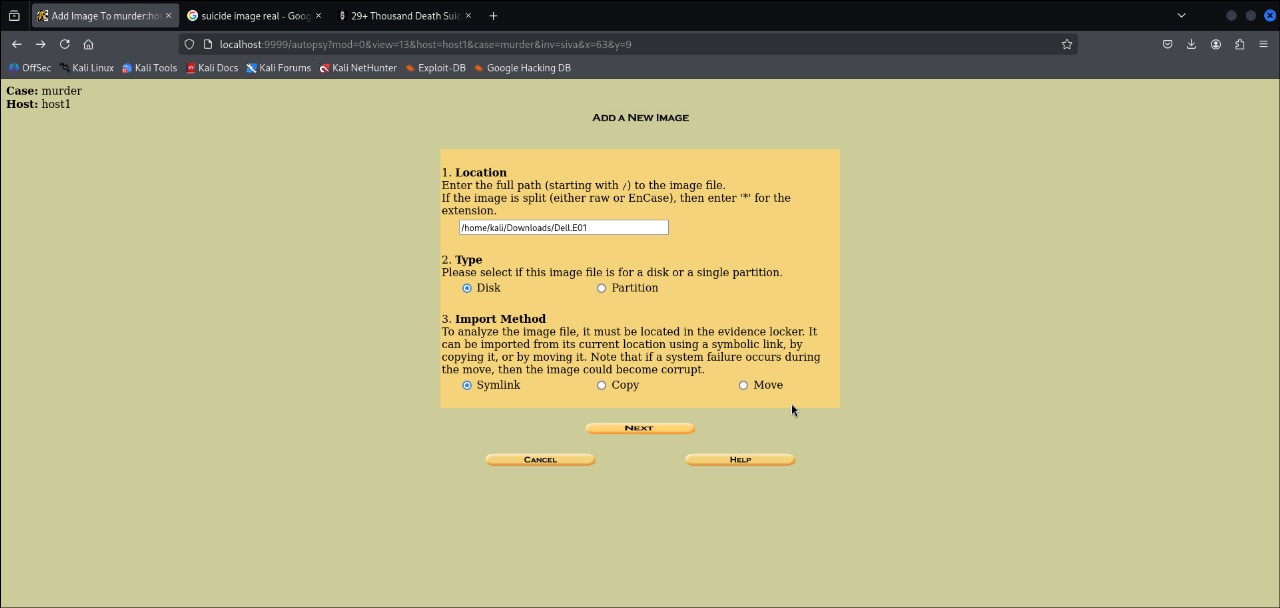 Add Image To murder:hos
suicide image real - Goog
29+ Thousand Death Suic
localhost:9999/autopsy?mod=0&view=13&host=host1&case=murder&inv=siva&x=63&y=9
OffSec Kali Linux Kali Tools Kali Docs Kali Forums Kali NetHunter Exploit-DB Google Hacking DB
Case: murder
Host: host1
ADD A NEW IMAGE
1. Location
Enter the full path (starting with /) to the image file.
If the image is split (either raw or EnCase), then enter '*' for the
extension.
/home/kali/Downloads/Dell.E01
2. Type
Please select if this image file is for a disk or a single partition.
Disk Partition
3. Import Method
To analyze the image file, it must be located in the evidence locker. It
can be imported from its current location using a symbolic link, by
copying it, or by moving it. Note that if a system failure occurs during
the move, then the image could become corrupt.
Symlink Copy Move
NEXT
CANCEL HELP